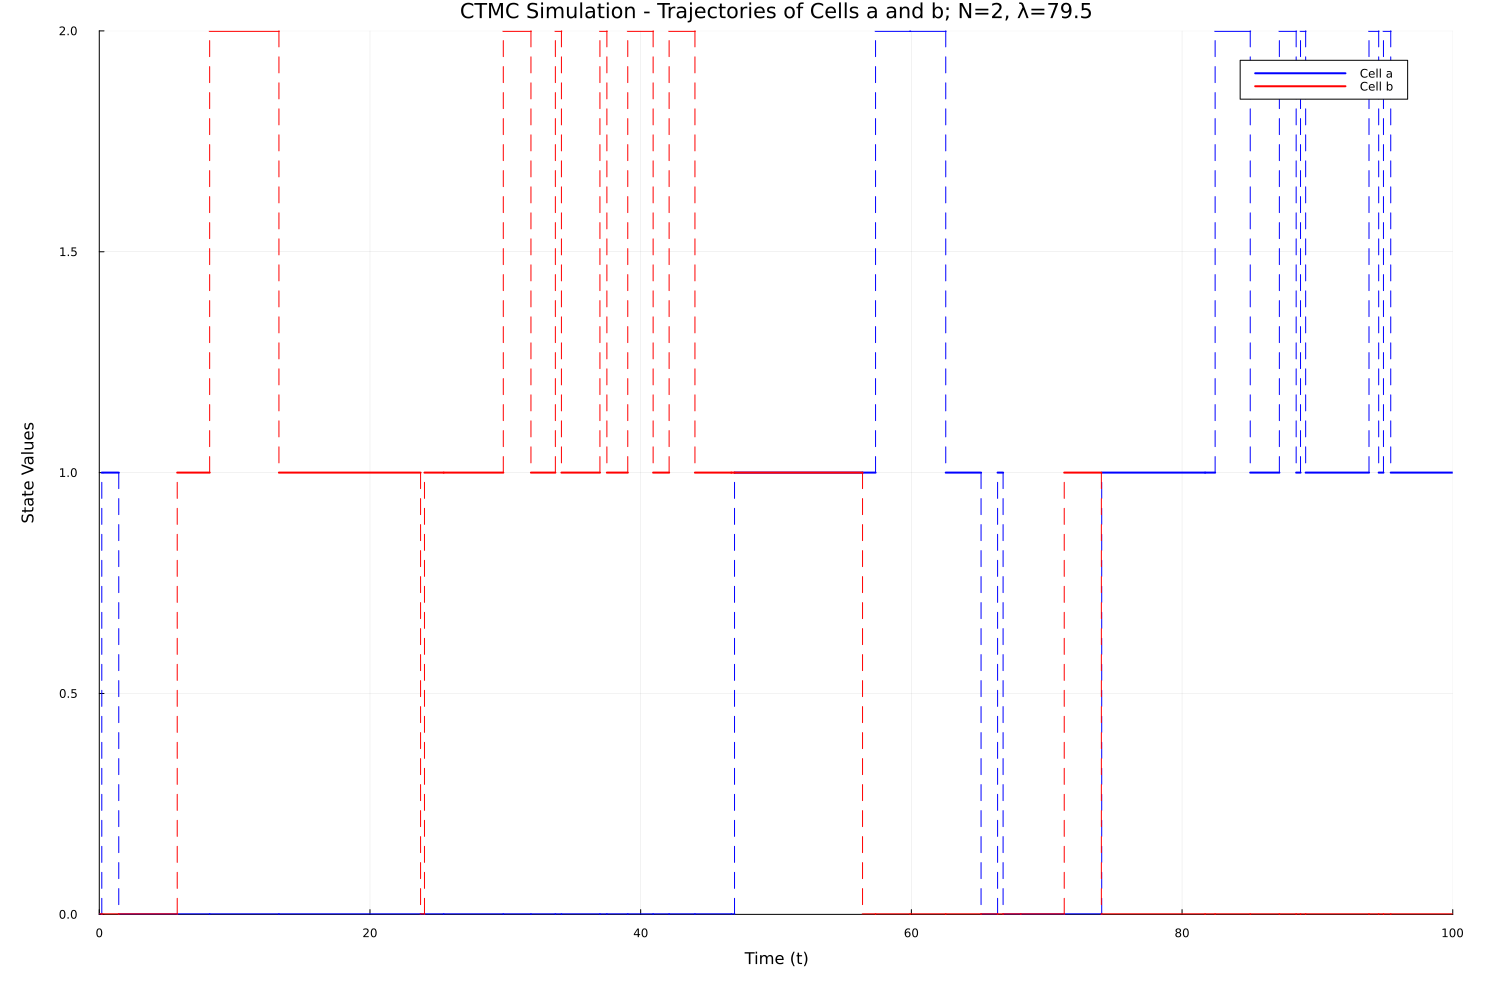 CTMC Simulation - Trajectories of Cells a and b; N=2, λ=79.5
2.0
Cell a
Cell b
1.5
State Values
1.0
0.5
0.0
0 20 40 60 80 100
Time (t)